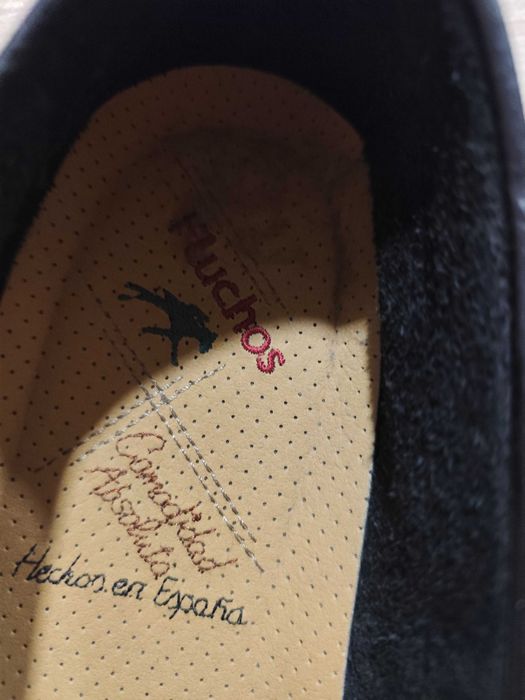 Fluchos
Comodidad
Absoluta
Hechos en España